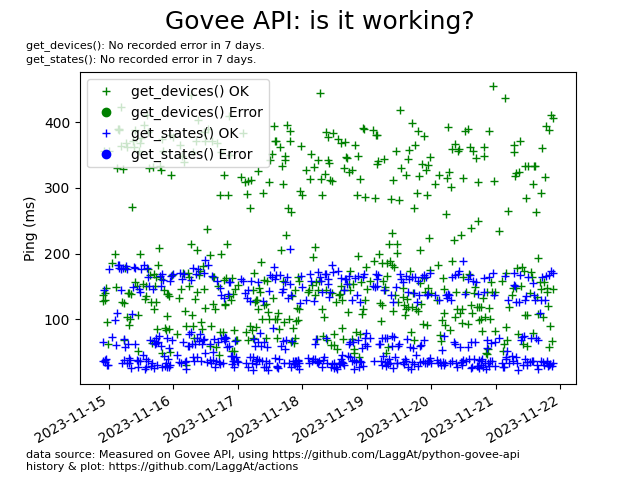 Govee API: is it working?
get_devices(): No recorded error in 7 days.
get_states(): No recorded error in 7 days.
get_devices() OK
get_devices() Error
get_states() OK
get_states() Error
400
300
200
100
Ping (ms)
2023-11-15
2023-11-16
2023-11-17
2023-11-18
2023-11-19
2023-11-20
2023-11-21
2023-11-22
data source: Measured on Govee API, using https://github.com/LaggAt/python-govee-api
history & plot: https://github.com/LaggAt/actions